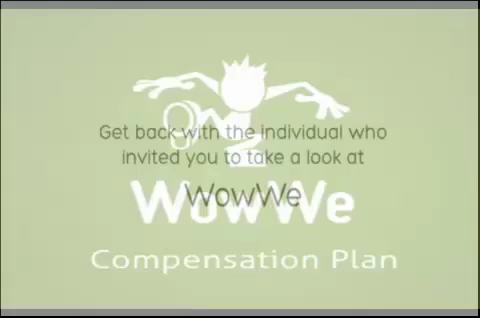 Get back with the individual who
invited you to take a look at
WowWe
WowWe
Compensation Plan